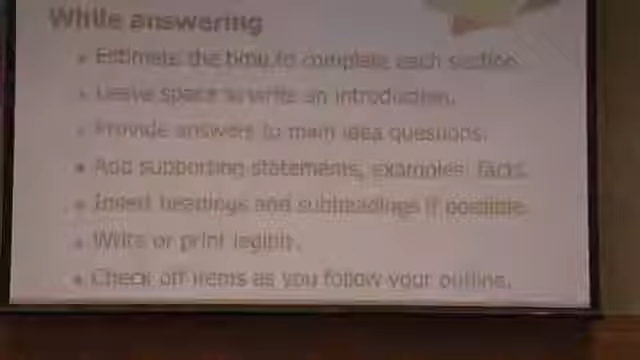 While answering
• Estimate the time to complete each section.
• Leave space to write an introduction.
• Provide answers to main idea questions.
• Add supporting statements, examples, facts.
• Insert headings and subheadings if possible.
• Write or print legibly.
• Check off items as you follow your outline.